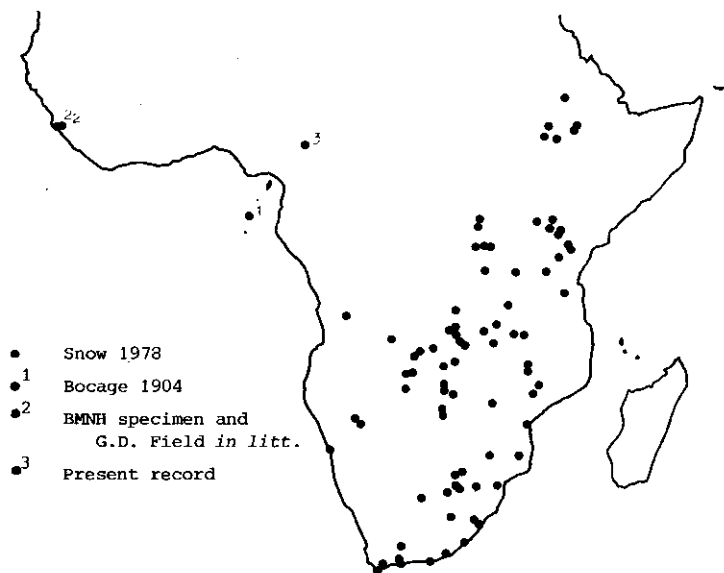 22
3
1
● Snow 1978
●1 Bocage 1904
●2 BMNH specimen and
G.D. Field in litt.
●3 Present record